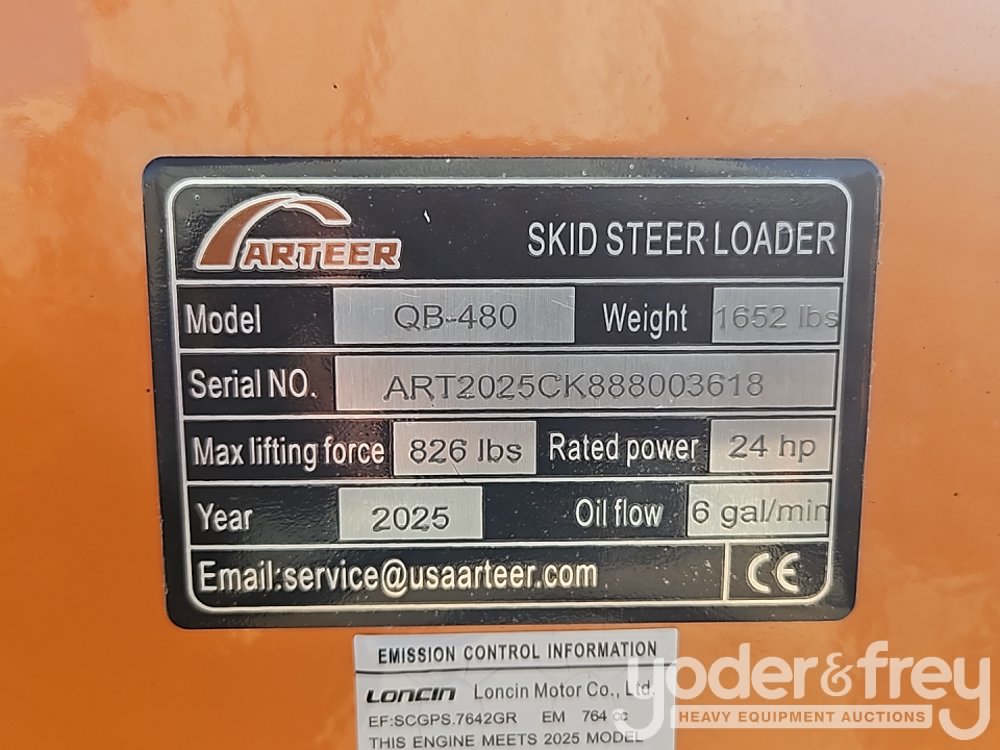 ARTEER
SKID STEER LOADER
Model QB-480 Weight 1652 lbs
Serial NO. ART2025CK888003618
Max lifting force 826 lbs Rated power 24 hp
Year 2025 Oil flow 6 gal/min
Email:service@usaarteer.com CE
EMISSION CONTROL INFORMATION
LONCIN Loncin Motor Co., Ltd.
EF:SCGPS.7642GR EM 764 cc
THIS ENGINE MEETS 2025 MODEL
yoder&frey
HEAVY EQUIPMENT AUCTIONS